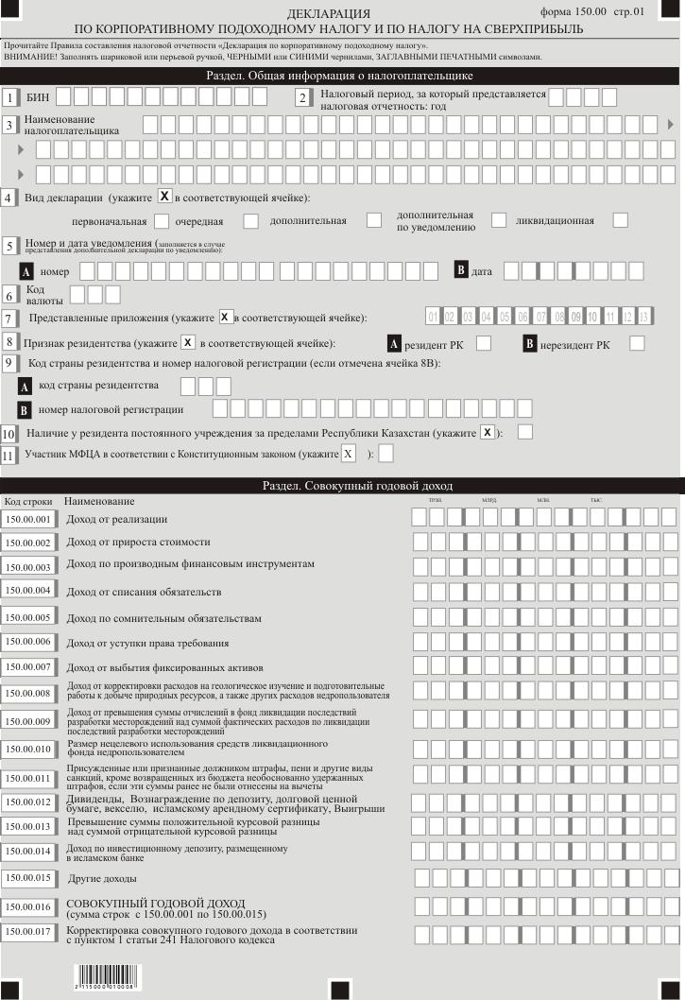 форма 150.00 стр.01
ДЕКЛАРАЦИЯ
ПО КОРПОРАТИВНОМУ ПОДОХОДНОМУ НАЛОГУ И ПО НАЛОГУ НА СВЕРХПРИБЫЛЬ
Прочитайте Правила составления налоговой отчетности «Декларация по корпоративному подоходному налогу».
ВНИМАНИЕ! Заполнять шариковой или перьевой ручкой, ЧЕРНЫМИ или СИНИМИ чернилами, ЗАГЛАВНЫМИ ПЕЧАТНЫМИ символами.
Раздел. Общая информация о налогоплательщике
1 БИН
2 Налоговый период, за который представляется
налоговая отчетность: год
3 Наименование
налогоплательщика
4 Вид декларации (укажите X в соответствующей ячейке):
первоначальная очередная дополнительная дополнительная
по уведомлению ликвидационная
5 Номер и дата уведомления (заполняется в случае
представления дополнительной декларации по уведомлению):
A номер B дата
6 Код
валюты
7 Представленные приложения (укажите X в соответствующей ячейке): 01 02 03 04 05 06 07 08 09 10 11 12 13
8 Признак резидентства (укажите X в соответствующей ячейке): A резидент РК B нерезидент РК
9 Код страны резидентства и номер налоговой регистрации (если отмечена ячейка 8В):
A код страны резидентства
B номер налоговой регистрации
10 Наличие у резидента постоянного учреждения за пределами Республики Казахстан (укажите X ):
11 Участник МФЦА в соответствии с Конституционным законом (укажите X ):
Раздел. Совокупный годовой доход
Код строки Наименование трлн. млрд. млн. тыс.
150.00.001 Доход от реализации
150.00.002 Доход от прироста стоимости
150.00.003 Доход по производным финансовым инструментам
150.00.004 Доход от списания обязательств
150.00.005 Доход по сомнительным обязательствам
150.00.006 Доход от уступки права требования
150.00.007 Доход от выбытия фиксированных активов
150.00.008 Доход от корректировки расходов на геологическое изучение и подготовительные
работы к добыче природных ресурсов, а также других расходов недропользователя
150.00.009 Доход от превышения суммы отчислений в фонд ликвидации последствий
разработки месторождений над суммой фактических расходов по ликвидации
последствий разработки месторождений
150.00.010 Размер нецелевого использования средств ликвидационного
фонда недропользователем
150.00.011 Присужденные или признанные должником штрафы, пени и другие виды
санкций, кроме возвращенных из бюджета необоснованно удержанных
штрафов, если эти суммы ранее не были отнесены на вычеты
150.00.012 Дивиденды, Вознаграждение по депозиту, долговой ценной
бумаге, векселю, исламскому арендному сертификату, Выигрыши
150.00.013 Превышение суммы положительной курсовой разницы
над суммой отрицательной курсовой разницы
150.00.014 Доход по инвестиционному депозиту, размещенному
в исламском банке
150.00.015 Другие доходы
150.00.016 СОВОКУПНЫЙ ГОДОВОЙ ДОХОД
(сумма строк с 150.00.001 по 150.00.015)
150.00.017 Корректировка совокупного годового дохода в соответствии
с пунктом 1 статьи 241 Налогового кодекса
2 115000 010008